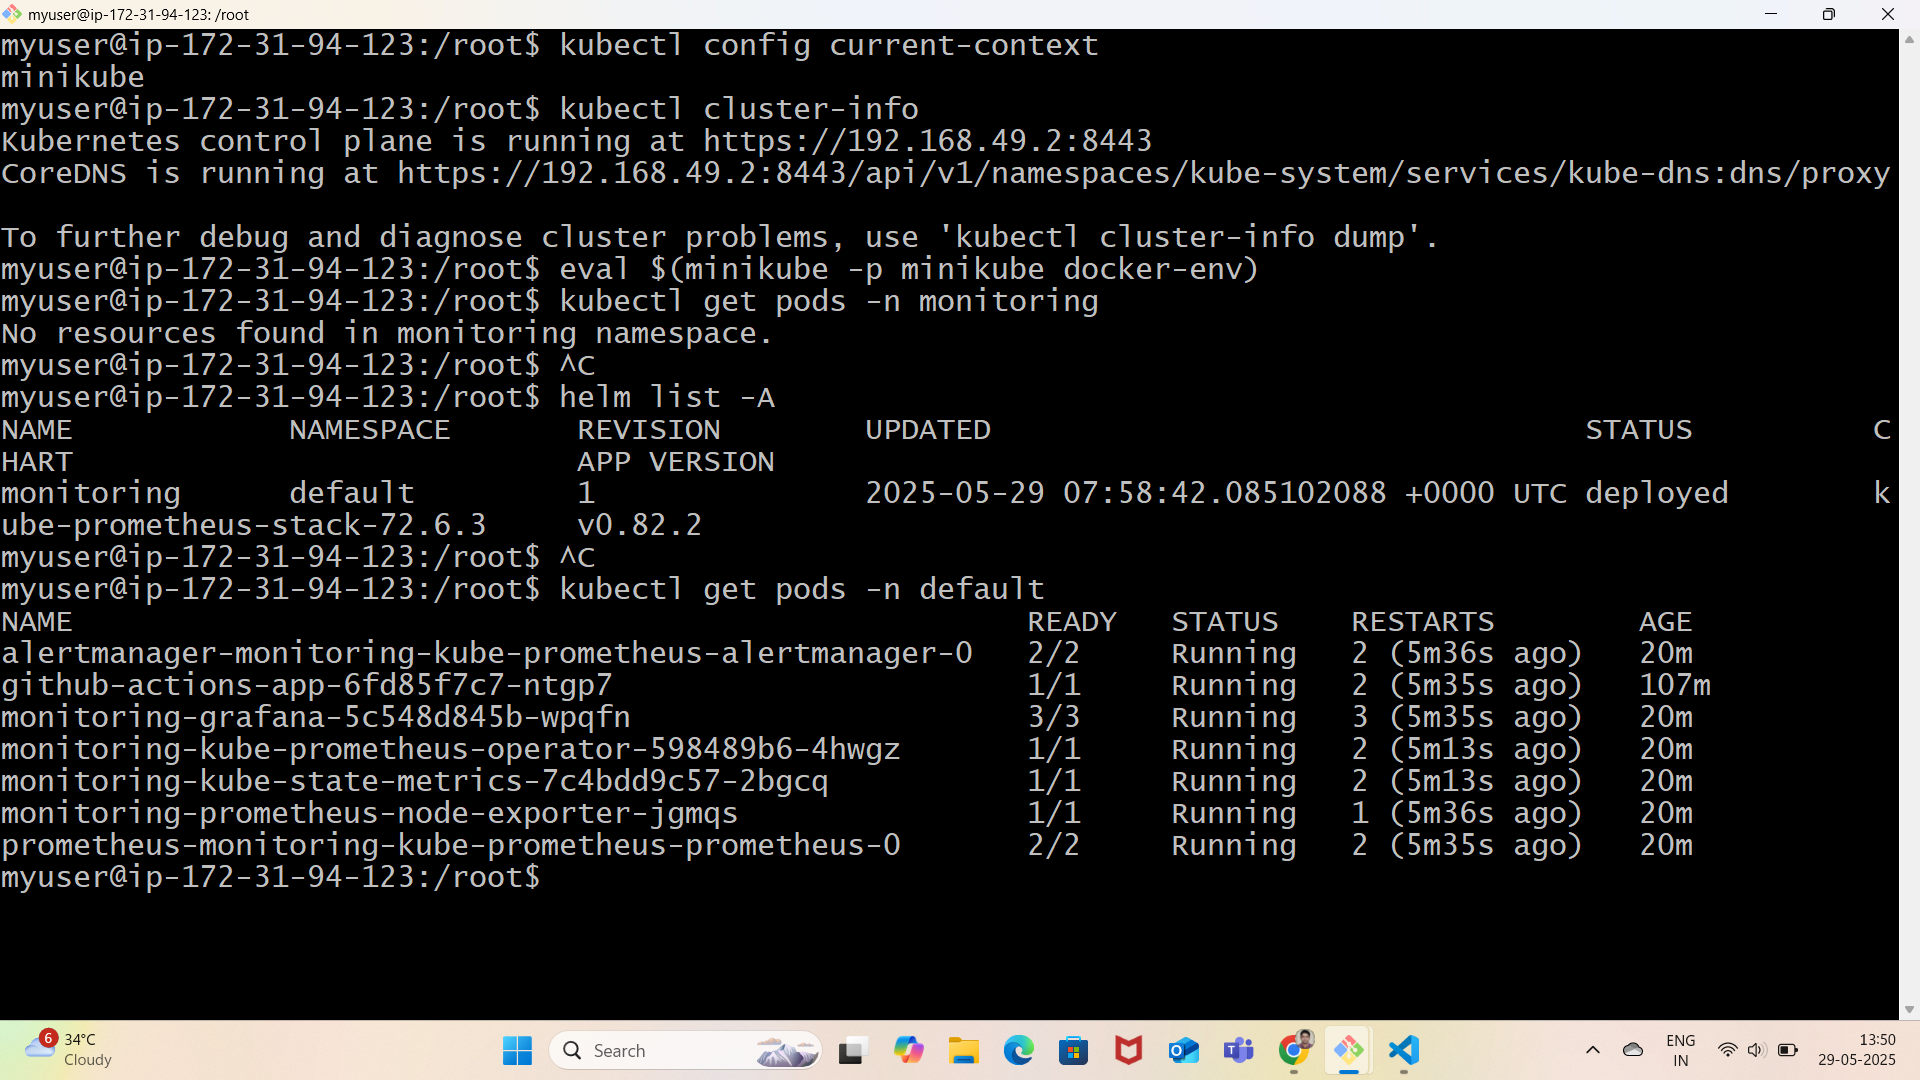 myuser@ip-172-31-94-123: /root
myuser@ip-172-31-94-123:/root$ kubectl config current-context
minikube
myuser@ip-172-31-94-123:/root$ kubectl cluster-info
Kubernetes control plane is running at https://192.168.49.2:8443
CoreDNS is running at https://192.168.49.2:8443/api/v1/namespaces/kube-system/services/kube-dns:dns/proxy
To further debug and diagnose cluster problems, use 'kubectl cluster-info dump'.
myuser@ip-172-31-94-123:/root$ eval $(minikube -p minikube docker-env)
myuser@ip-172-31-94-123:/root$ kubectl get pods -n monitoring
No resources found in monitoring namespace.
myuser@ip-172-31-94-123:/root$ ^C
myuser@ip-172-31-94-123:/root$ helm list -A
NAME NAMESPACE REVISION UPDATED STATUS C
HART APP VERSION
monitoring default 1 2025-05-29 07:58:42.085102088 +0000 UTC deployed k
ube-prometheus-stack-72.6.3 v0.82.2
myuser@ip-172-31-94-123:/root$ ^C
myuser@ip-172-31-94-123:/root$ kubectl get pods -n default
NAME READY STATUS RESTARTS AGE
alertmanager-monitoring-kube-prometheus-alertmanager-0 2/2 Running 2 (5m36s ago) 20m
github-actions-app-6fd85f7c7-ntgp7 1/1 Running 2 (5m35s ago) 107m
monitoring-grafana-5c548d845b-wpqfn 3/3 Running 3 (5m35s ago) 20m
monitoring-kube-prometheus-operator-598489b6-4hwgz 1/1 Running 2 (5m13s ago) 20m
monitoring-kube-state-metrics-7c4bdd9c57-2bgcq 1/1 Running 2 (5m13s ago) 20m
monitoring-prometheus-node-exporter-jgmqs 1/1 Running 1 (5m36s ago) 20m
prometheus-monitoring-kube-prometheus-prometheus-0 2/2 Running 2 (5m35s ago) 20m
myuser@ip-172-31-94-123:/root$
6
34°C
Cloudy
Search
ENG
IN
13:50
29-05-2025